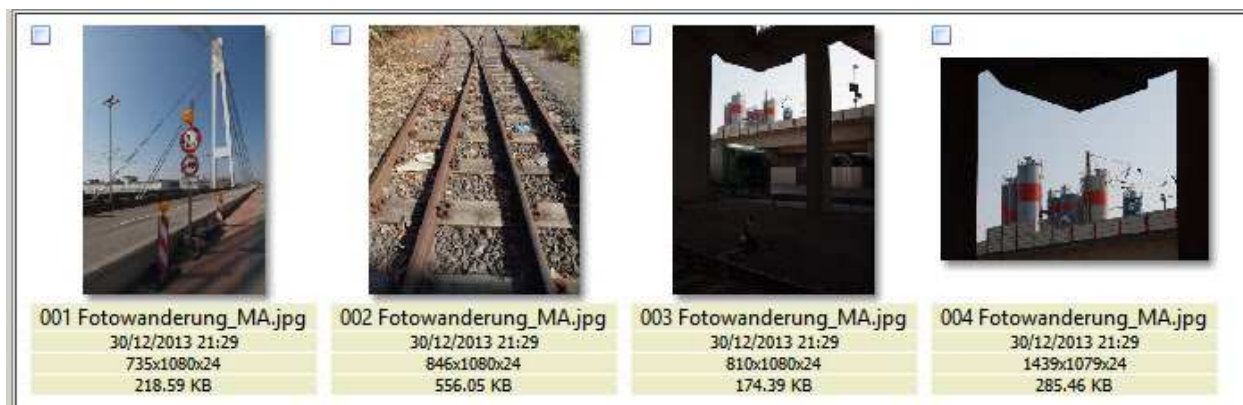 001 Fotowanderung_MA.jpg
30/12/2013 21:29
735x1080x24
218.59 KB
002 Fotowanderung_MA.jpg
30/12/2013 21:29
846x1080x24
556.05 KB
003 Fotowanderung_MA.jpg
30/12/2013 21:29
810x1080x24
174.39 KB
004 Fotowanderung_MA.jpg
30/12/2013 21:29
1439x1079x24
285.46 KB